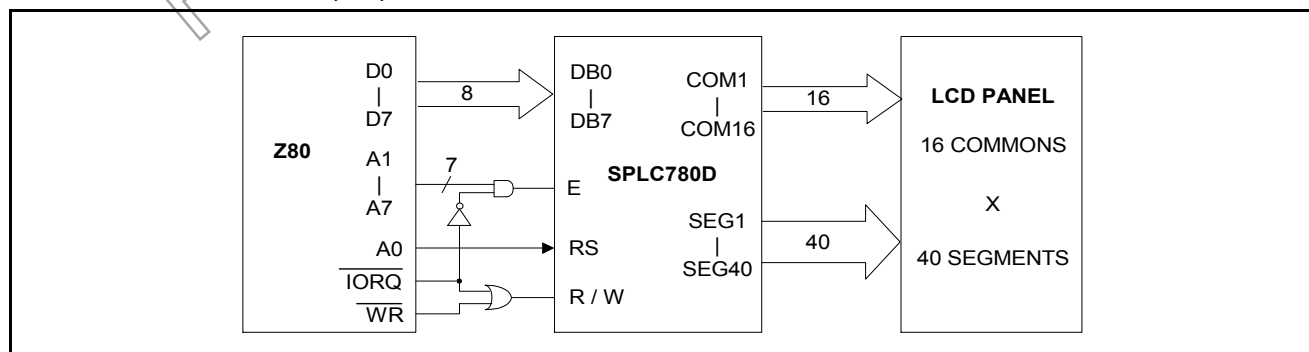 D0
|
D7
8
DB0
|
DB7
COM1
|
COM16
16
LCD PANEL
16 COMMONS
X
40 SEGMENTS
Z80
A1
|
A7
7
E
SPLC780D
A0
RS
SEG1
|
SEG40
40
IORQ
WR
R / W